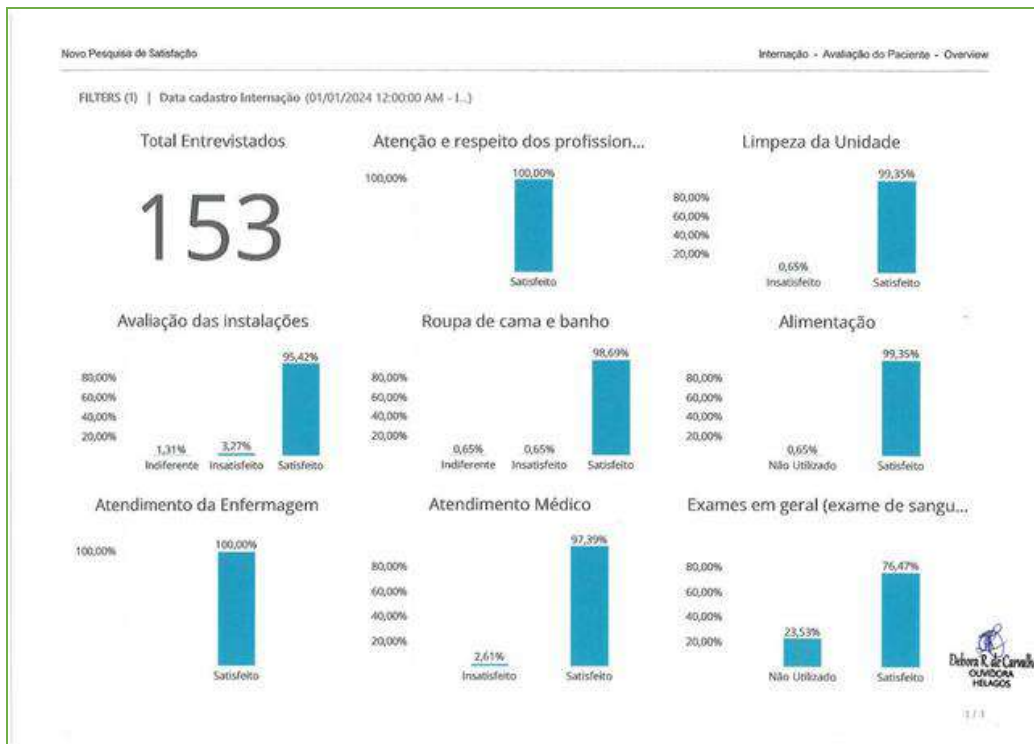 Novo Pesquisa de Satisfação
Internação - Avaliação do Paciente - Overview
FILTERS (1) | Data cadastro Internação (01/01/2024 12:00:00 AM - 1...)
Total Entrevistados
153
Atenção e respeito dos profission...
100,00%
100,00%
Satisfeito
Limpeza da Unidade
99,35%
80,00%
60,00%
40,00%
20,00%
0,65%
Insatisfeito
Satisfeito
Avaliação das instalações
95,42%
80,00%
60,00%
40,00%
20,00%
1,31%
3,27%
Indiferente
Insatisfeito
Satisfeito
Roupa de cama e banho
98,69%
80,00%
60,00%
40,00%
20,00%
0,65%
0,65%
Indiferente
Insatisfeito
Satisfeito
Alimentação
99,35%
80,00%
60,00%
40,00%
20,00%
0,65%
Não Utilizado
Satisfeito
Atendimento da Enfermagem
100,00%
100,00%
Satisfeito
Atendimento Médico
97,39%
80,00%
60,00%
40,00%
20,00%
2,61%
Insatisfeito
Satisfeito
Exames em geral (exame de sangu...
76,47%
80,00%
60,00%
40,00%
20,00%
23,53%
Não Utilizado
Satisfeito
Debora R. de Carvalho
OUVIDORA
HELAGOS
1 / 1